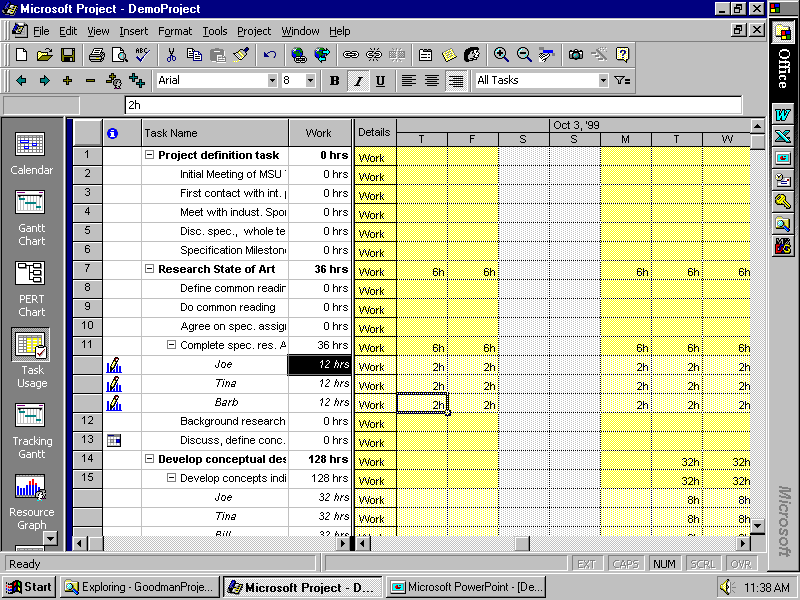 Microsoft Project - DemoProject
File Edit View Insert Format Tools Project Window Help
Arial 8 B I U All Tasks
2h
Office
Task Name Work Details Oct 3, '99
T F S S M T W
1 Project definition task 0 hrs Work
2 Initial Meeting of MSU 0 hrs Work
3 First contact with int. 0 hrs Work
4 Meet with indust. Spo 0 hrs Work
5 Disc. spec., whole te 0 hrs Work
6 Specification Milestone 0 hrs Work
7 Research State of Art 36 hrs Work 6h 6h 6h 6h 6h
8 Define common readin 0 hrs Work
9 Do common reading 0 hrs Work
10 Agree on spec. assig 0 hrs Work
11 Complete spec. res. A 36 hrs Work 6h 6h 6h 6h 6h
Joe 12 hrs Work 2h 2h 2h 2h 2h
Tina 12 hrs Work 2h 2h 2h 2h 2h
Barb 12 hrs Work 2h 2h 2h 2h 2h
12 Background research 0 hrs Work
13 Discuss, define conc. 0 hrs Work
14 Develop conceptual des 128 hrs Work 32h 32h
15 Develop concepts indi 128 hrs Work 32h 32h
Joe 32 hrs Work 8h 8h
Tina 32 hrs Work 8h 8h
Bill 32 hrs Work
Calendar
Gantt
Chart
PERT
Chart
Task
Usage
Tracking
Gantt
Resource
Graph
Microsoft
Ready EXT CAPS NUM SCRL OVR
Start Exploring - GoodmanProje... Microsoft Project - D... Microsoft PowerPoint - [De... 11:38 AM